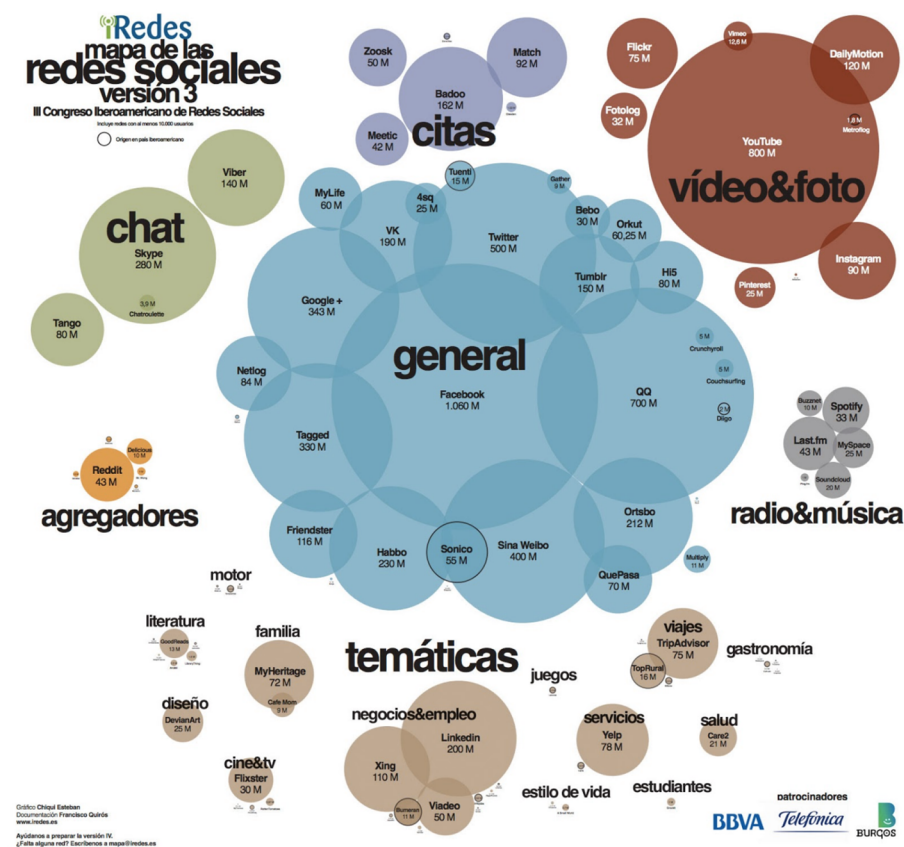 iRedes
mapa de las
redes sociales
versión 3
III Congreso Iberoamericano de Redes Sociales
Incluye redes con al menos 10.000 usuarios
Origen en país iberoamericano
chat
Viber
140 M
Skype
280 M
3,9 M
Chatroulette
Tango
80 M
citas
Zoosk
50 M
Match
92 M
Badoo
162 M
Meetic
42 M
vídeo&foto
Flickr
75 M
Vimeo
12,6 M
DailyMotion
120 M
Fotolog
32 M
1,8 M
Metroflog
YouTube
800 M
Instagram
90 M
Pinterest
25 M
general
Tuenti
15 M
Gather
9 M
MyLife
60 M
4sq
25 M
VK
190 M
Twitter
500 M
Bebo
30 M
Orkut
60,25 M
Tumblr
150 M
Hi5
80 M
Google +
343 M
Facebook
1.060 M
QQ
700 M
5 M
Crunchyroll
5 M
Couchsurfing
2 M
Diigo
Netlog
84 M
Tagged
330 M
Friendster
116 M
Habbo
230 M
Sonico
55 M
Sina Weibo
400 M
Ortsbo
212 M
QuePasa
70 M
Multiply
11 M
agregadores
Reddit
43 M
Delicious
10 M
radio&música
Buzznet
10 M
Spotify
33 M
Last.fm
43 M
MySpace
25 M
Soundcloud
20 M
temáticas
motor
literatura
GoodReads
13 M
familia
MyHeritage
72 M
Cafe Mom
9 M
diseño
DevianArt
25 M
cine&tv
Flixster
30 M
negocios&empleo
Linkedin
200 M
Xing
110 M
Viadeo
50 M
11 M
juegos
viajes
TripAdvisor
75 M
TopRural
16 M
gastronomía
servicios
Yelp
78 M
salud
Care2
21 M
estilo de vida
estudiantes
Gráfico Chiqui Esteban
Documentación Francisco Quirós
www.iredes.es
Ayúdanos a preparar la versión IV.
¿Falta alguna red? Escríbenos a mapa@iredes.es
patrocinadores
BBVA
Telefónica
BURGOS